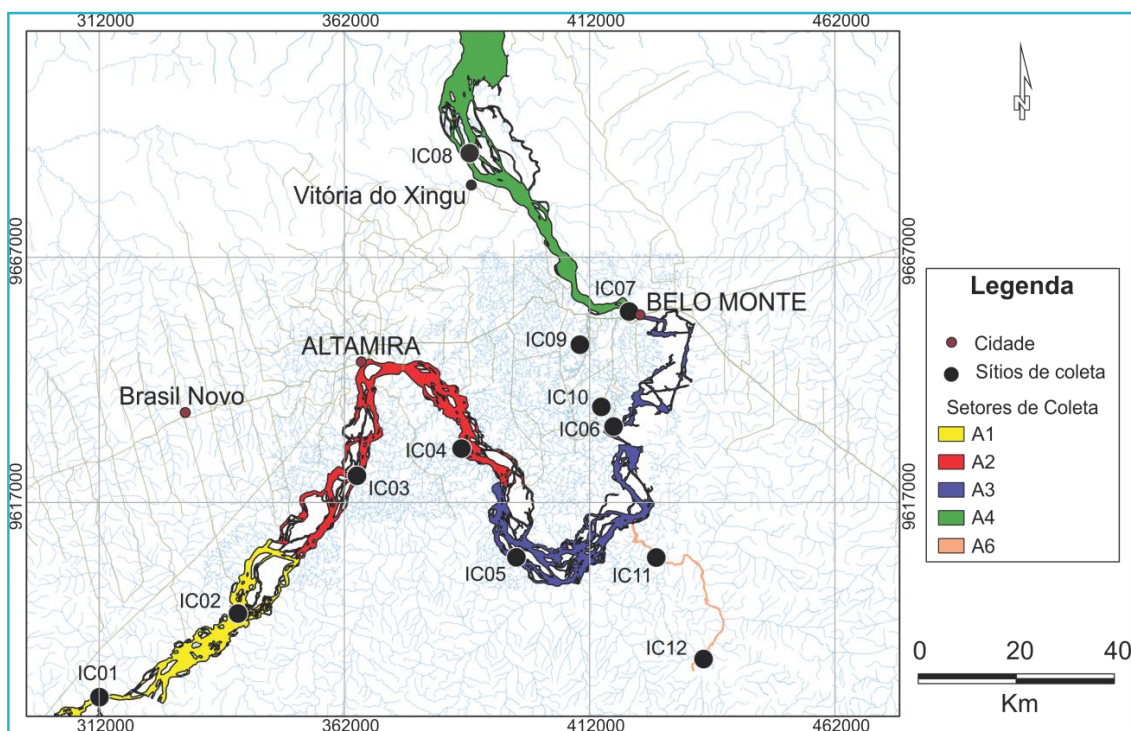 312000
362000
412000
462000
IC08
Vitória do Xingu
9667000
9667000
IC07
BELO MONTE
IC09
ALTAMIRA
Brasil Novo
IC10
IC06
IC04
IC03
9617000
9617000
IC05
IC11
IC02
IC12
IC01
312000
362000
412000
462000
N
Legenda
Cidade
Sítios de coleta
Setores de Coleta
A1
A2
A3
A4
A6
0 20 40
Km